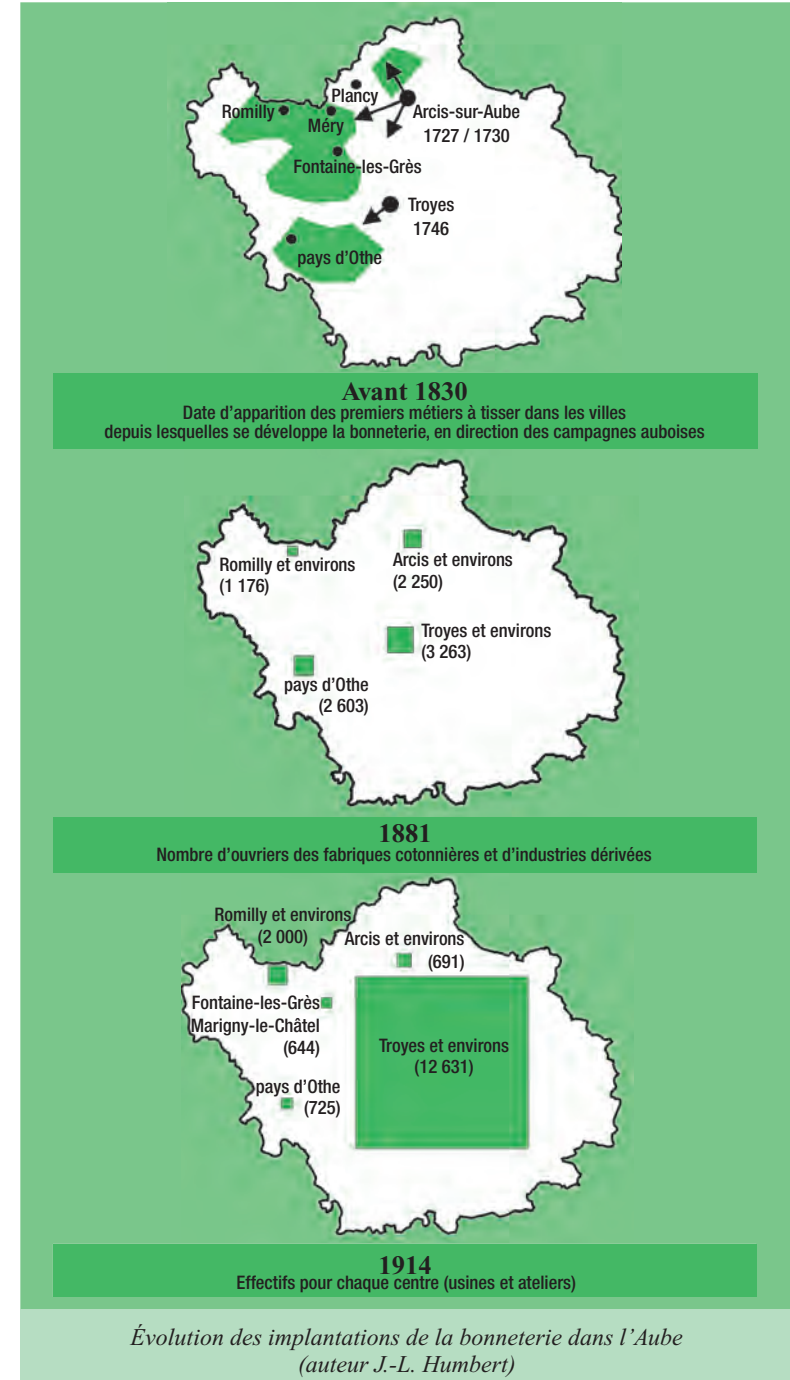 Plancy
Romilly
Méry
Arcis-sur-Aube
1727 / 1730
Fontaine-les-Grès
Troyes
1746
pays d'Othe
Avant 1830
Date d'apparition des premiers métiers à tisser dans les villes
depuis lesquelles se développe la bonneterie, en direction des campagnes auboises
Romilly et environs
(1 176)
Arcis et environs
(2 250)
Troyes et environs
(3 263)
pays d'Othe
(2 603)
1881
Nombre d'ouvriers des fabriques cotonnières et d'industries dérivées
Romilly et environs
(2 000)
Arcis et environs
(691)
Fontaine-les-Grès
Marigny-le-Châtel
(644)
Troyes et environs
(12 631)
pays d'Othe
(725)
1914
Effectifs pour chaque centre (usines et ateliers)
Évolution des implantations de la bonneterie dans l'Aube
(auteur J.-L. Humbert)